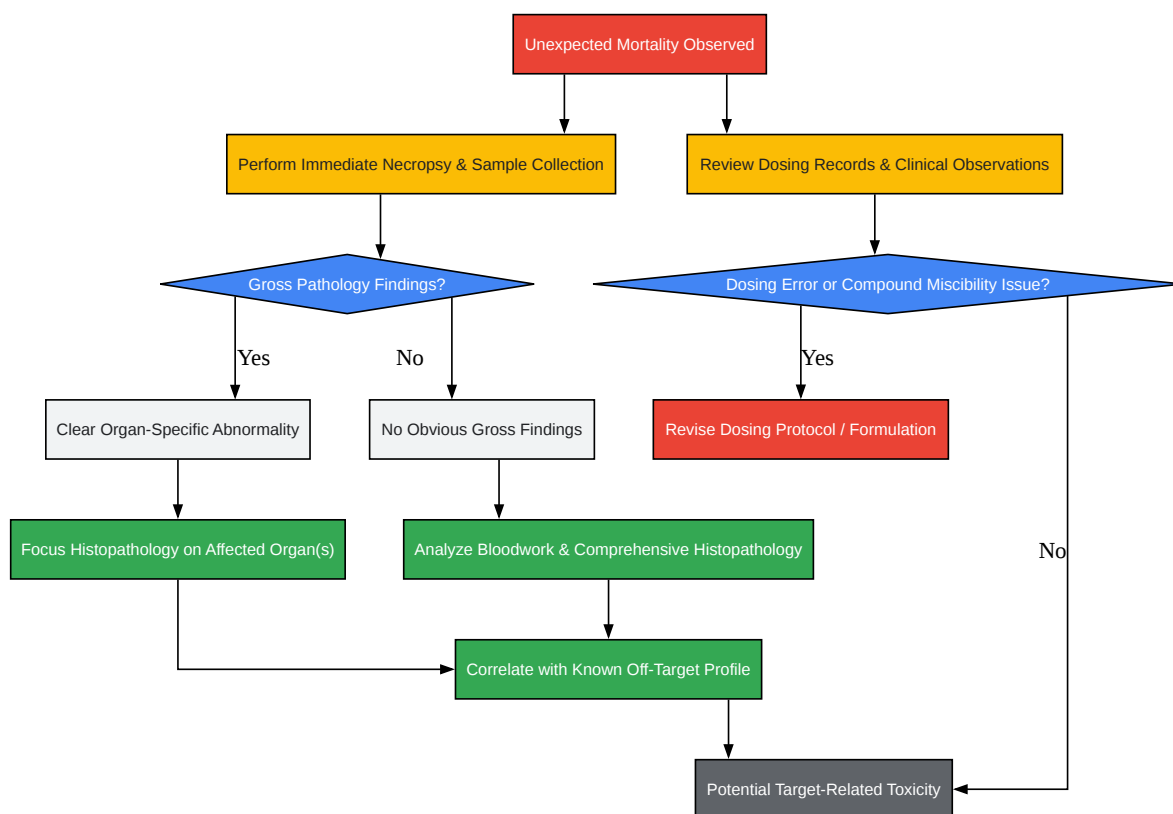 Unexpected Mortality Observed
Perform Immediate Necropsy & Sample Collection
Review Dosing Records & Clinical Observations
Gross Pathology Findings?
Dosing Error or Compound Miscibility Issue?
Yes
No
Yes
Clear Organ-Specific Abnormality
No Obvious Gross Findings
Revise Dosing Protocol / Formulation
Focus Histopathology on Affected Organ(s)
Analyze Bloodwork & Comprehensive Histopathology
No
Correlate with Known Off-Target Profile
Potential Target-Related Toxicity